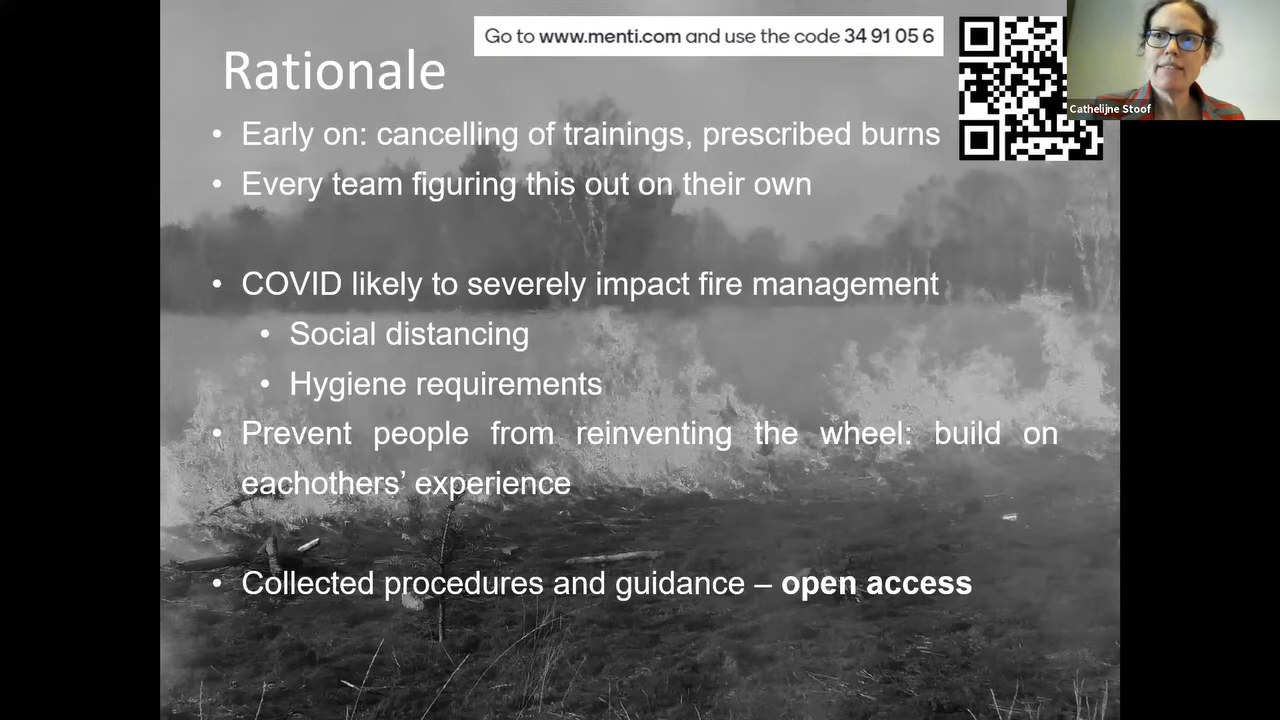 Go to www.menti.com and use the code 34 91 05 6
Rationale
Cathelijne Stoof
• Early on: cancelling of trainings, prescribed burns
• Every team figuring this out on their own
• COVID likely to severely impact fire management
• Social distancing
• Hygiene requirements
• Prevent people from reinventing the wheel: build on
eachothers’ experience
• Collected procedures and guidance – open access